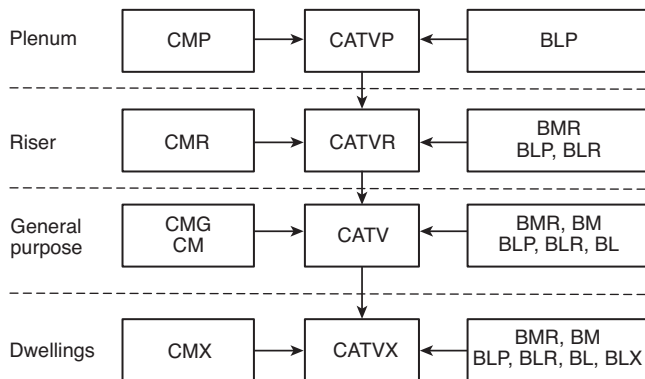 Plenum
CMP
CATVP
BLP
Riser
CMR
CATVR
BMR
BLP, BLR
General
purpose
CMG
CM
CATV
BMR, BM
BLP, BLR, BL
Dwellings
CMX
CATVX
BMR, BM
BLP, BLR, BL, BLX